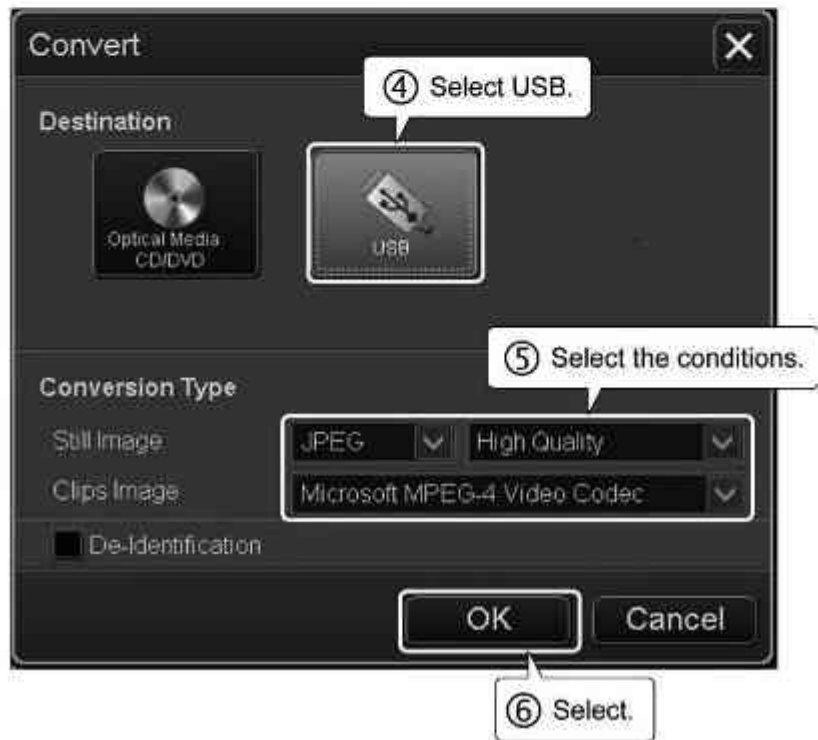 Convert
④ Select USB.
Destination
Optical Media
CD/DVD
USB
⑤ Select the conditions.
Conversion Type
Still Image
JPEG
High Quality
Clips Image
Microsoft MPEG-4 Video Codec
De-Identification
OK
Cancel
⑥ Select.